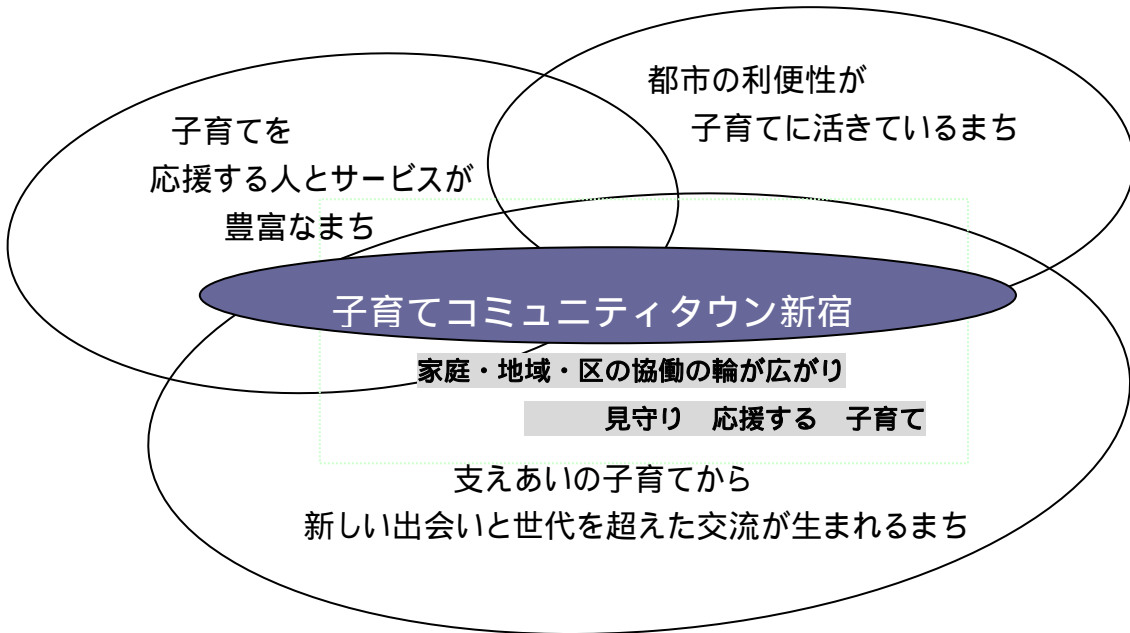 子育てを
応援する人とサービスが
豊富なまち
都市の利便性が
子育てに活きているまち
子育てコミュニティタウン新宿
家庭・地域・区の協働の輪が広がり
見守り　応援する　子育て
支えあいの子育てから
新しい出会いと世代を超えた交流が生まれるまち